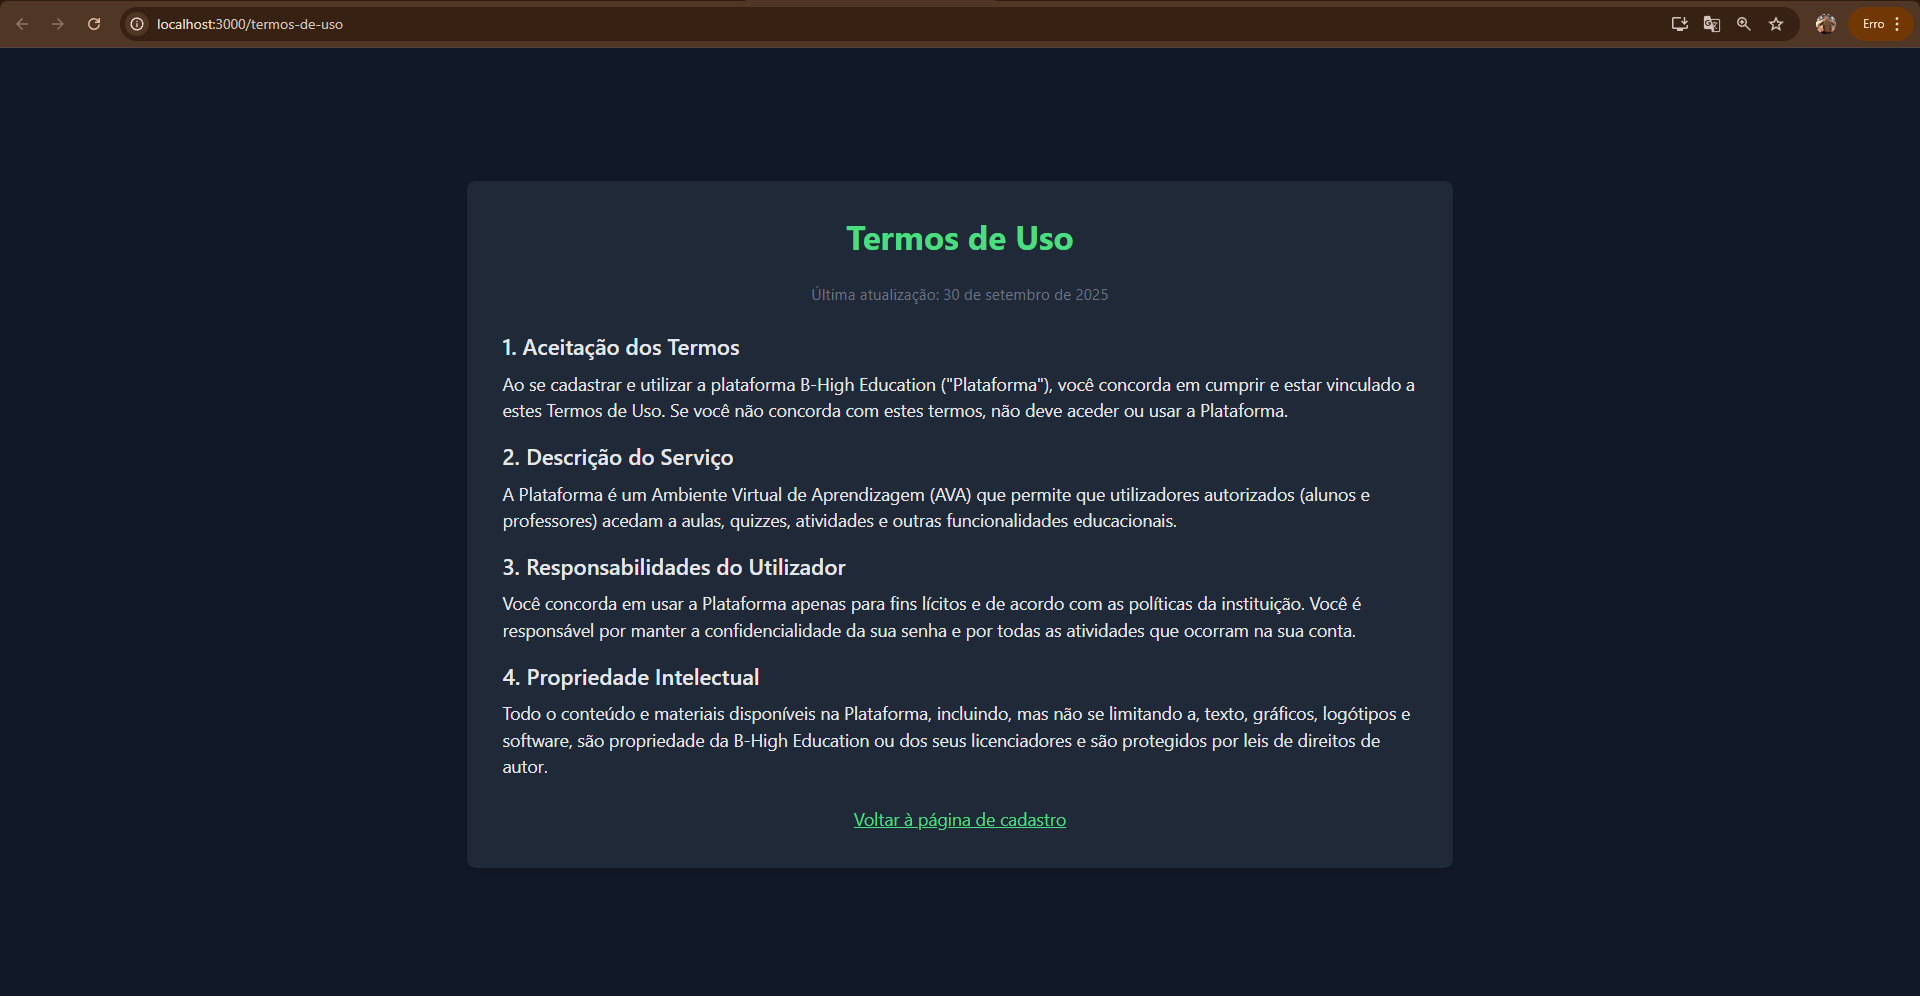 localhost:3000/termos-de-uso
Erro
Termos de Uso
Última atualização: 30 de setembro de 2025
1. Aceitação dos Termos
Ao se cadastrar e utilizar a plataforma B-High Education ("Plataforma"), você concorda em cumprir e estar vinculado a
estes Termos de Uso. Se você não concorda com estes termos, não deve aceder ou usar a Plataforma.
2. Descrição do Serviço
A Plataforma é um Ambiente Virtual de Aprendizagem (AVA) que permite que utilizadores autorizados (alunos e
professores) acedam a aulas, quizzes, atividades e outras funcionalidades educacionais.
3. Responsabilidades do Utilizador
Você concorda em usar a Plataforma apenas para fins lícitos e de acordo com as políticas da instituição. Você é
responsável por manter a confidencialidade da sua senha e por todas as atividades que ocorram na sua conta.
4. Propriedade Intelectual
Todo o conteúdo e materiais disponíveis na Plataforma, incluindo, mas não se limitando a, texto, gráficos, logótipos e
software, são propriedade da B-High Education ou dos seus licenciadores e são protegidos por leis de direitos de
autor.
Voltar à página de cadastro